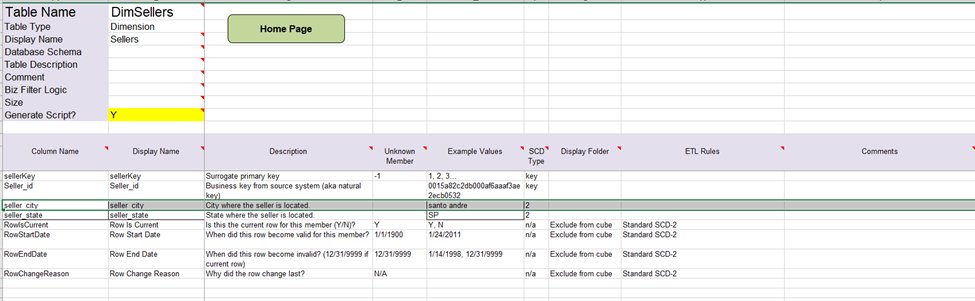 Table Name DimSellers
Table Type Dimension
Home Page
Display Name Sellers
Database Schema
Table Description
Comment
Biz Filter Logic
Size
Generate Script? Y
Column Name Display Name Description Unknown Member Example Values SCD Type Display Folder ETL Rules Comments
sellerKey sellerKey Surrogate primary key -1 1, 2, 3... key
Seller_id Seller_id Business key from source system (aka natural key) 0015a82c2db000af6aaaf3ae2ecb0532 key
seller_city seller_city City where the seller is located. santo andre 2
seller_state seller_state State where the seller is located. SP 2
RowIsCurrent Row Is Current Is this the current row for this member (Y/N)? Y Y, N n/a Exclude from cube Standard SCD-2
RowStartDate Row Start Date When did this row become valid for this member? 1/1/1900 1/24/2011 n/a Exclude from cube Standard SCD-2
RowEndDate Row End Date When did this row become invalid? (12/31/9999 if current row) 12/31/9999 1/14/1998, 12/31/9999 n/a Exclude from cube Standard SCD-2
RowChangeReason Row Change Reason Why did the row change last? N/A n/a Exclude from cube Standard SCD-2